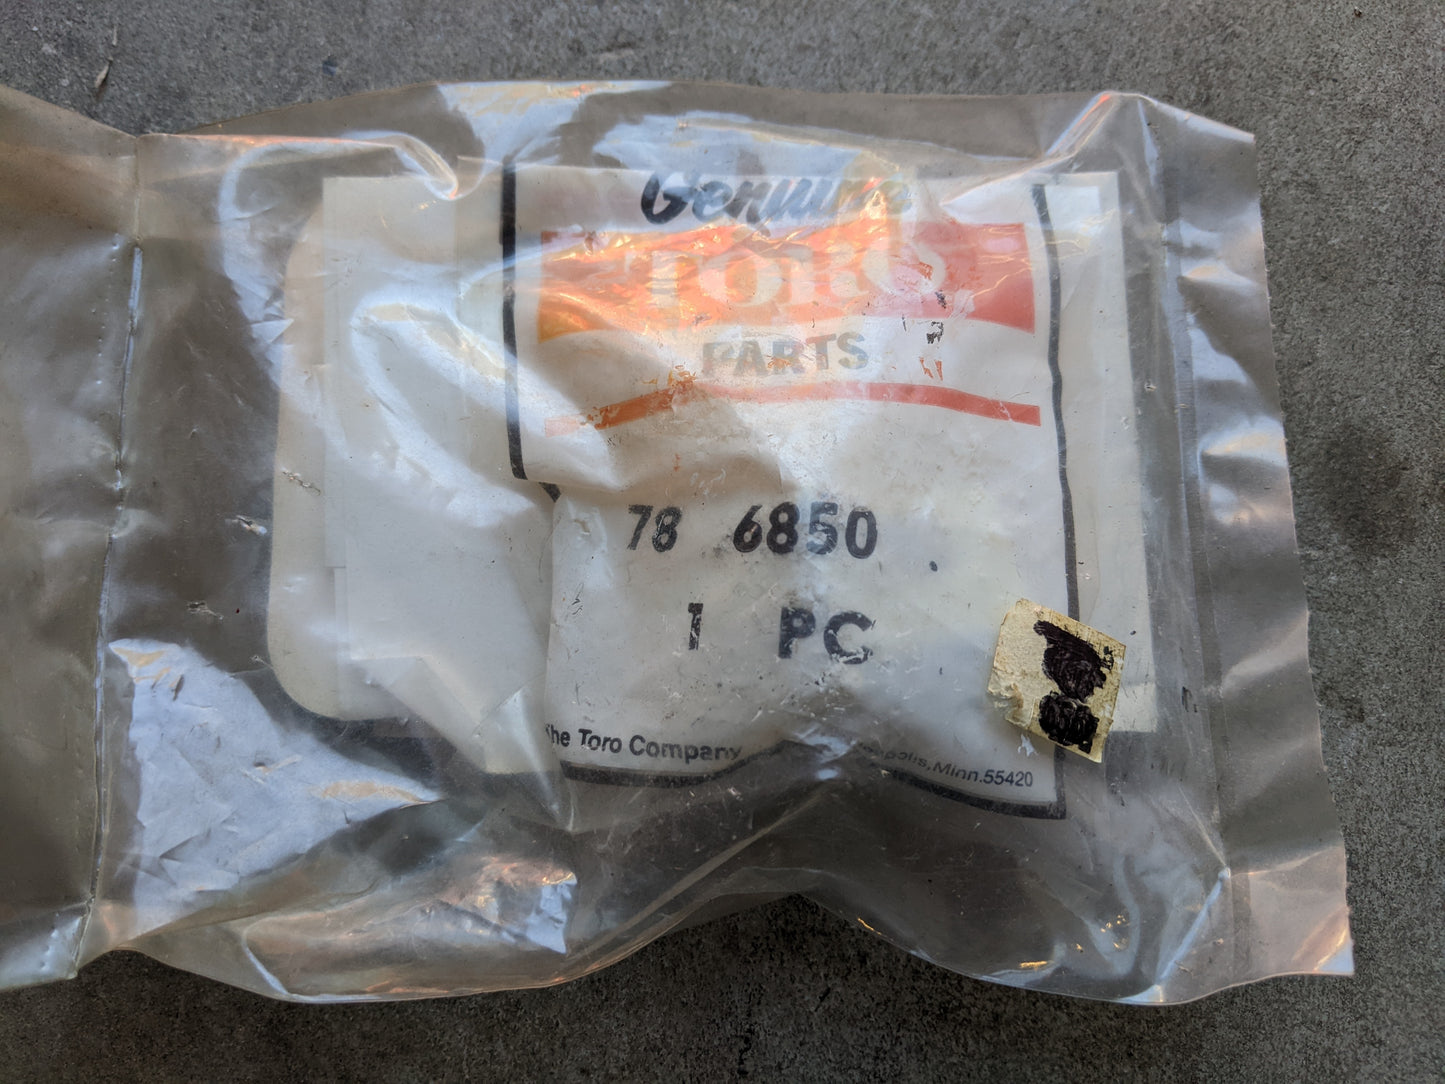 Genuine
TORO
PARTS
78 6850
1 PC
The Toro Company, Minn.55420